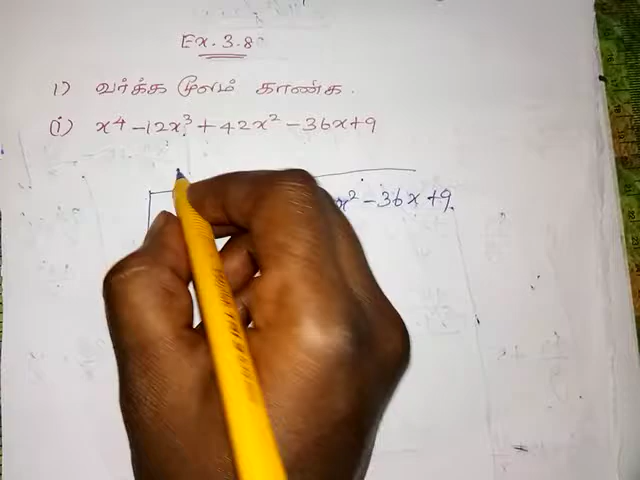 Ex. 3.8
1) வர்க்க மூலம் காண்க.
(i) x⁴ - 12x³ + 42x² - 36x + 9
x² - 36x + 9